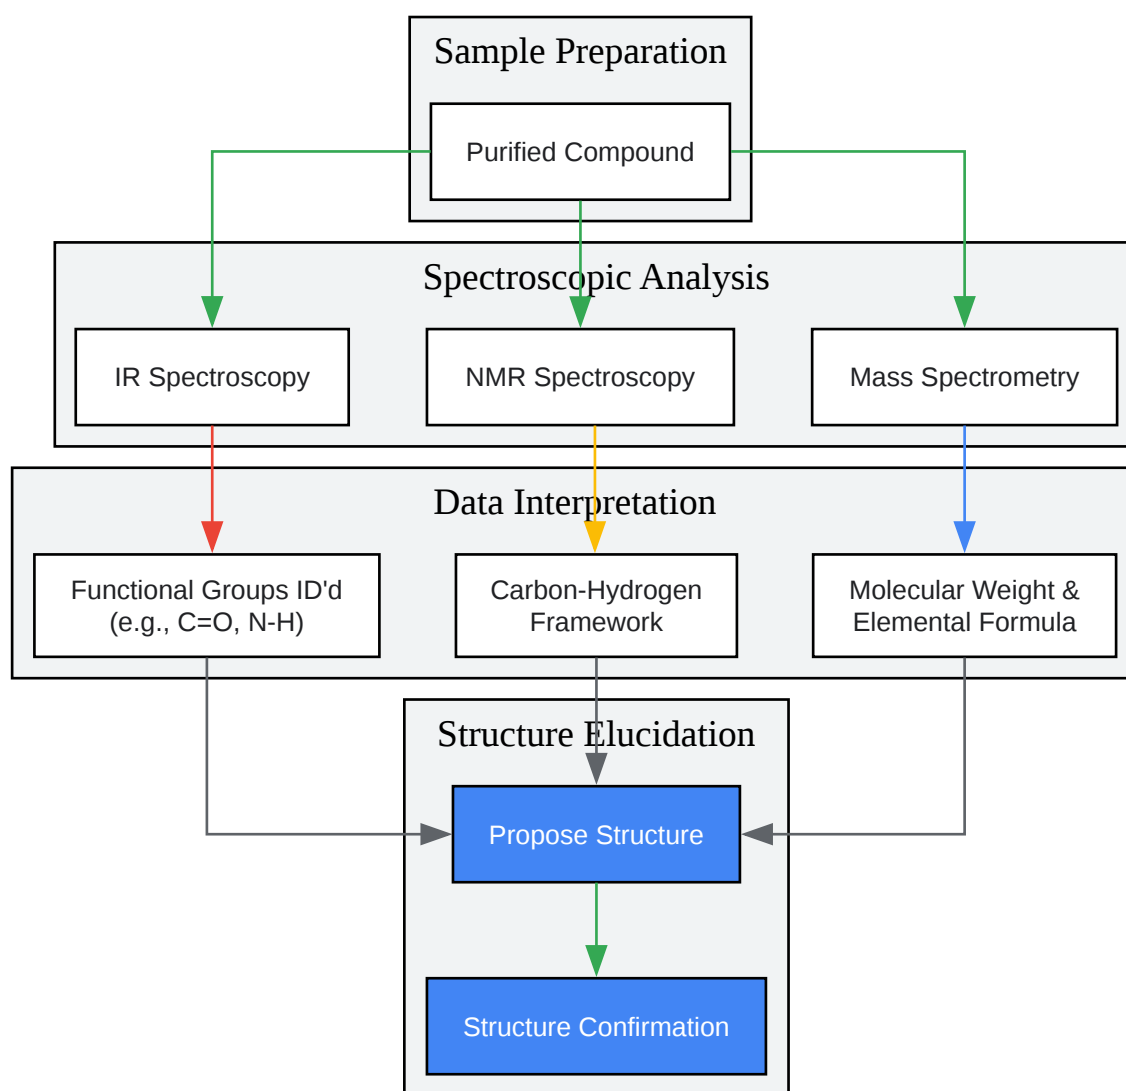 Sample Preparation
Purified Compound
Spectroscopic Analysis
IR Spectroscopy
NMR Spectroscopy
Mass Spectrometry
Data Interpretation
Functional Groups ID'd
(e.g., C=O, N-H)
Carbon-Hydrogen
Framework
Molecular Weight &
Elemental Formula
Structure Elucidation
Propose Structure
Structure Confirmation